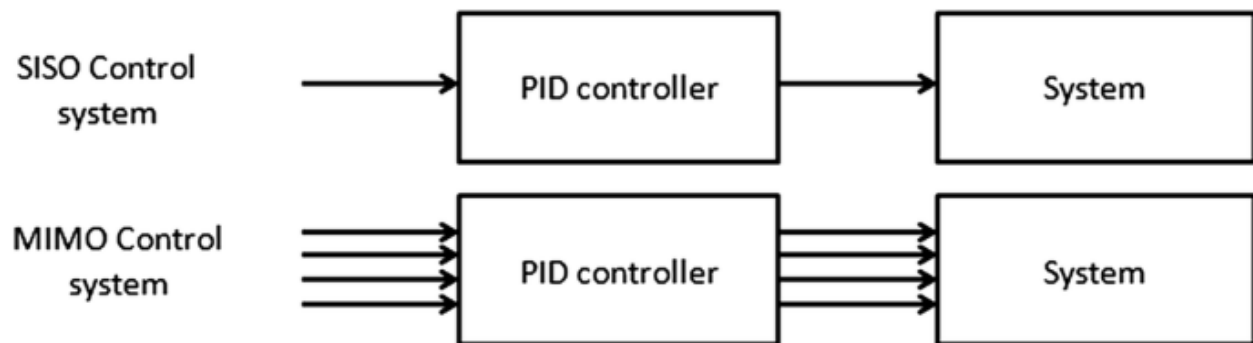 SISO Control
system
PID controller
System
MIMO Control
system
PID controller
System